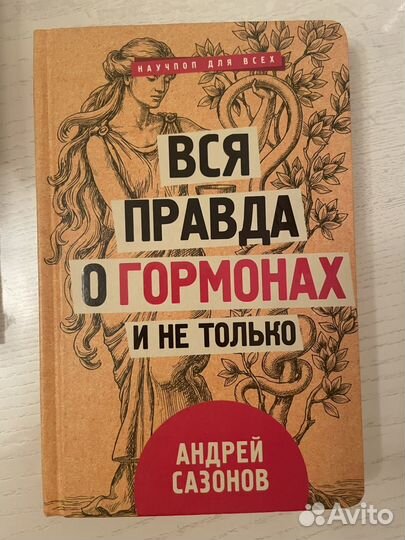 НАУЧПОП ДЛЯ ВСЕХ
ВСЯ
ПРАВДА
О ГОРМОНАХ
И НЕ ТОЛЬКО
АНДРЕЙ
САЗОНОВ
Avito